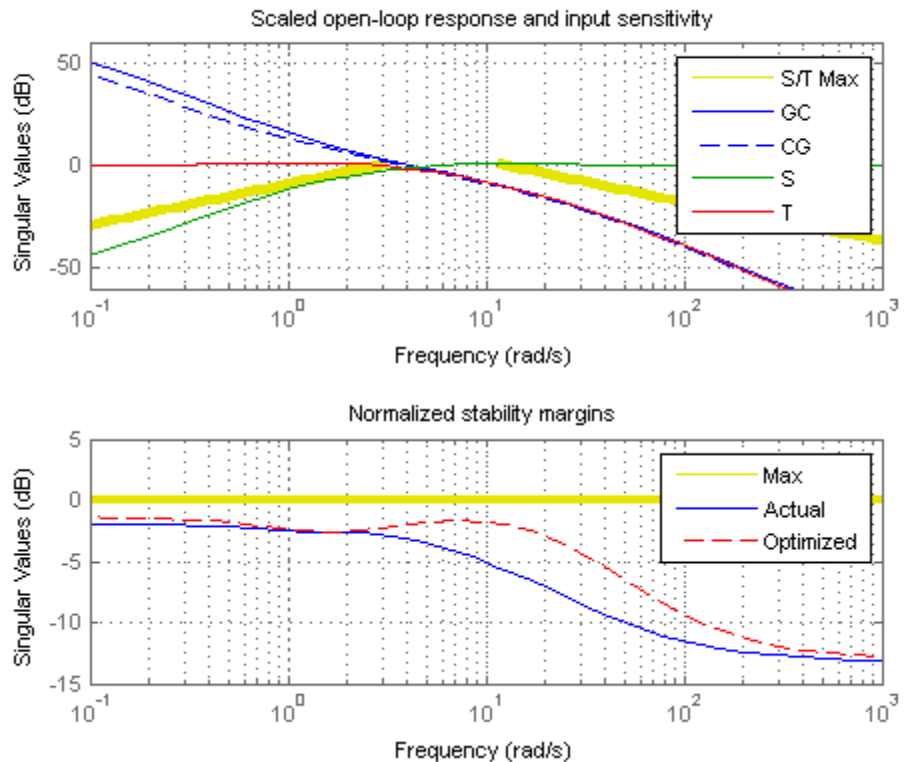 Scaled open-loop response and input sensitivity
Singular Values (dB)
50
0
-50
S/T Max
GC
CG
S
T
10^-1
10^0
10^1
10^2
10^3
Frequency (rad/s)
Normalized stability margins
Singular Values (dB)
5
0
-5
-10
-15
Max
Actual
Optimized
10^-1
10^0
10^1
10^2
10^3
Frequency (rad/s)